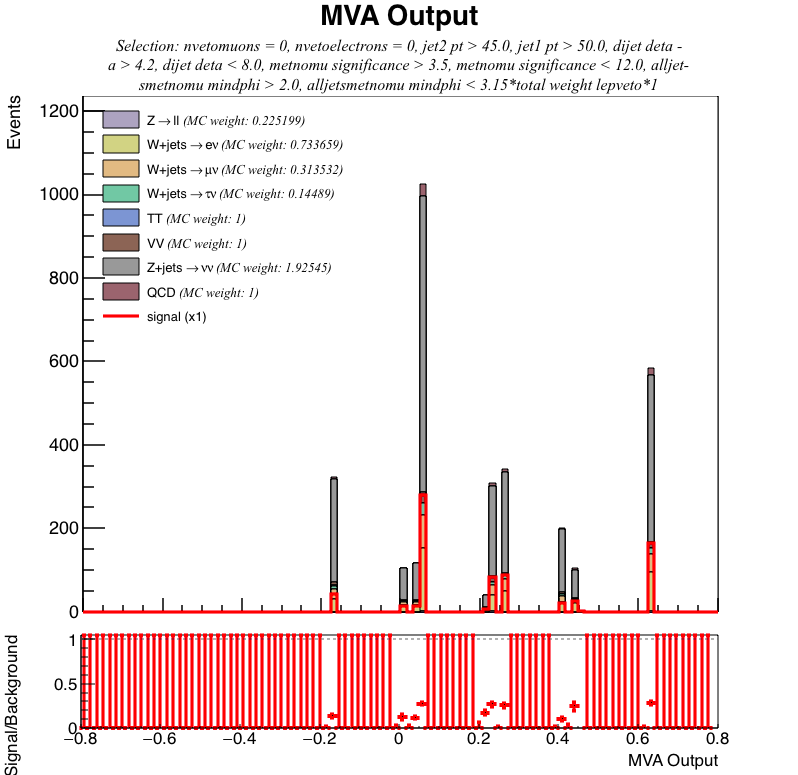 MVA Output
Selection: nvetomuons = 0, nvetoelectrons = 0, jet2 pt > 45.0, jet1 pt > 50.0, dijet deta -
a > 4.2, dijet deta < 8.0, metnomu significance > 3.5, metnomu significance < 12.0, alljet-
smetnomu mindphi > 2.0, alljetsmetnomu mindphi < 3.15*total weight lepveto*1
Events
1200
1000
800
600
400
200
0
Z→ll (MC weight: 0.225199)
W+jets→eν (MC weight: 0.733659)
W+jets→μν (MC weight: 0.313532)
W+jets→τν (MC weight: 0.14489)
TT (MC weight: 1)
VV (MC weight: 1)
Z+jets→νν (MC weight: 1.92545)
QCD (MC weight: 1)
signal (x1)
Signal/Background
1
0.5
0
−0.8 −0.6 −0.4 −0.2 0 0.2 0.4 0.6 0.8
MVA Output